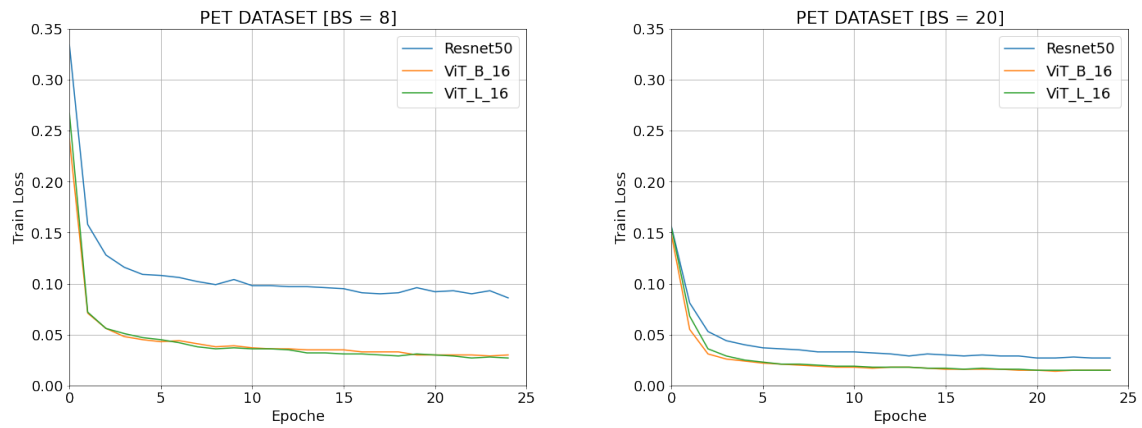 PET DATASET [BS = 8]
0.35
0.30
0.25
0.20
0.15
0.10
0.05
0.00
Train Loss
0
5
10
15
20
25
Epoche
Resnet50
ViT_B_16
ViT_L_16
PET DATASET [BS = 20]
0.35
0.30
0.25
0.20
0.15
0.10
0.05
0.00
Train Loss
0
5
10
15
20
25
Epoche
Resnet50
ViT_B_16
ViT_L_16